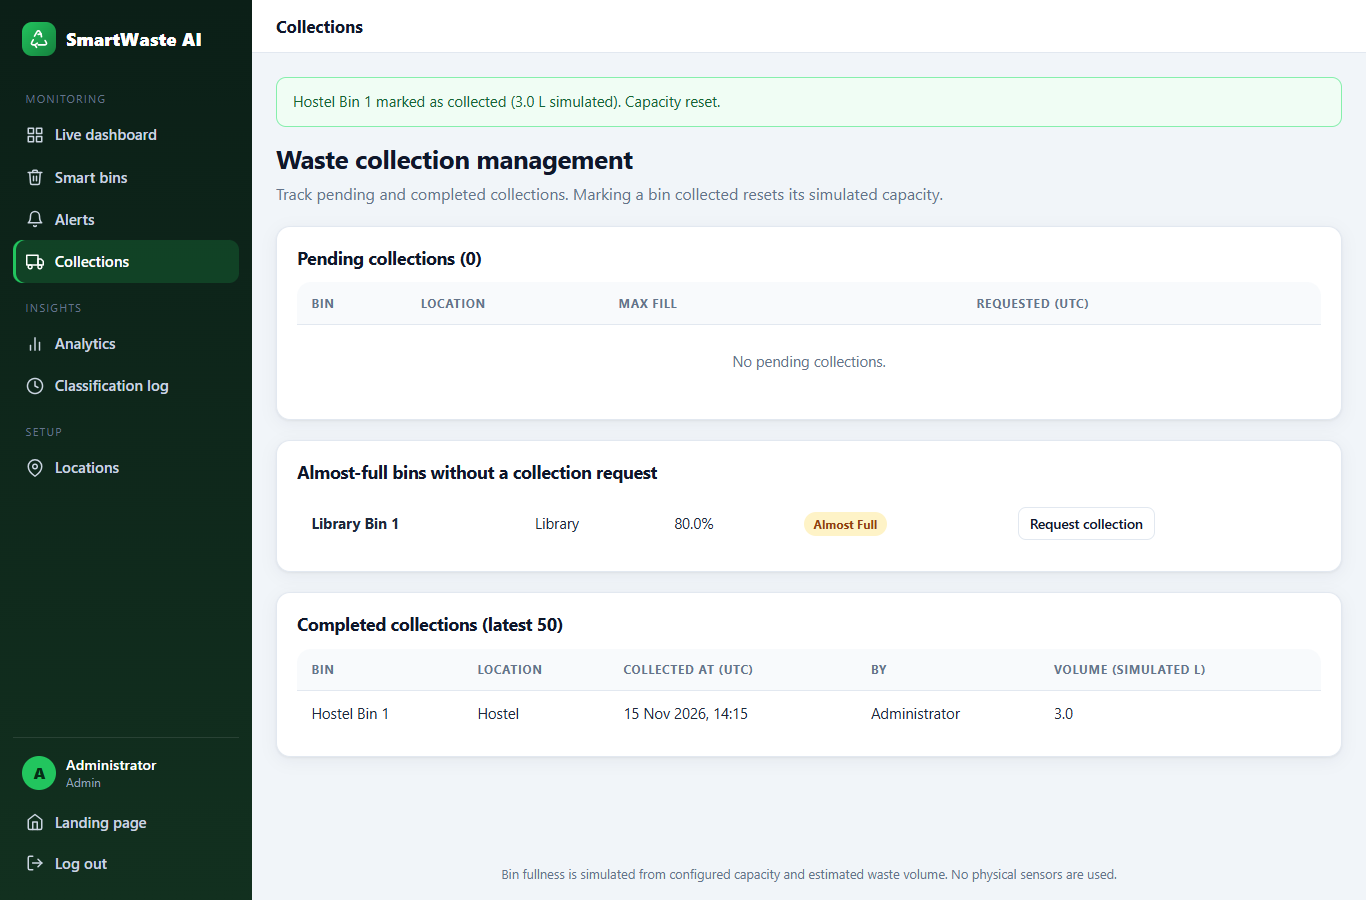 SmartWaste AI
MONITORING
Live dashboard
Smart bins
Alerts
Collections
INSIGHTS
Analytics
Classification log
SETUP
Locations
A
Administrator
Admin
Landing page
Log out
Collections
Hostel Bin 1 marked as collected (3.0 L simulated). Capacity reset.
Waste collection management
Track pending and completed collections. Marking a bin collected resets its simulated capacity.
Pending collections (0)
BIN LOCATION MAX FILL REQUESTED (UTC)
No pending collections.
Almost-full bins without a collection request
Library Bin 1 Library 80.0% Almost Full Request collection
Completed collections (latest 50)
BIN LOCATION COLLECTED AT (UTC) BY VOLUME (SIMULATED L)
Hostel Bin 1 Hostel 15 Nov 2026, 14:15 Administrator 3.0
Bin fullness is simulated from configured capacity and estimated waste volume. No physical sensors are used.